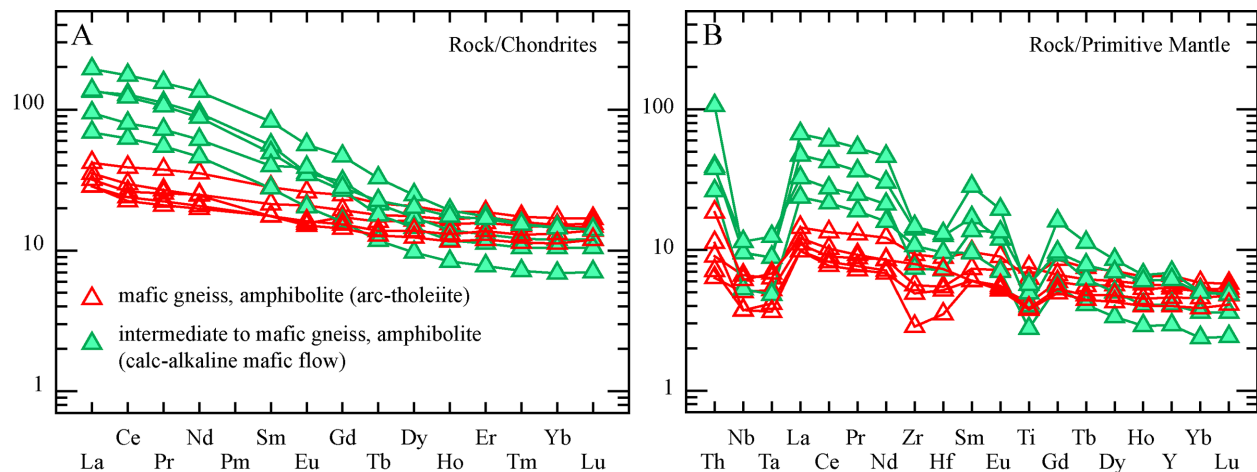 A
Rock/Chondrites
100
10
1
mafic gneiss, amphibolite (arc-tholeiite)
intermediate to mafic gneiss, amphibolite
(calc-alkaline mafic flow)
Ce Nd Sm Gd Dy Er Yb
La Pr Pm Eu Tb Ho Tm Lu
B
Rock/Primitive Mantle
100
10
1
Nb La Pr Zr Sm Ti Tb Ho Yb
Th Ta Ce Nd Hf Eu Gd Dy Y Lu